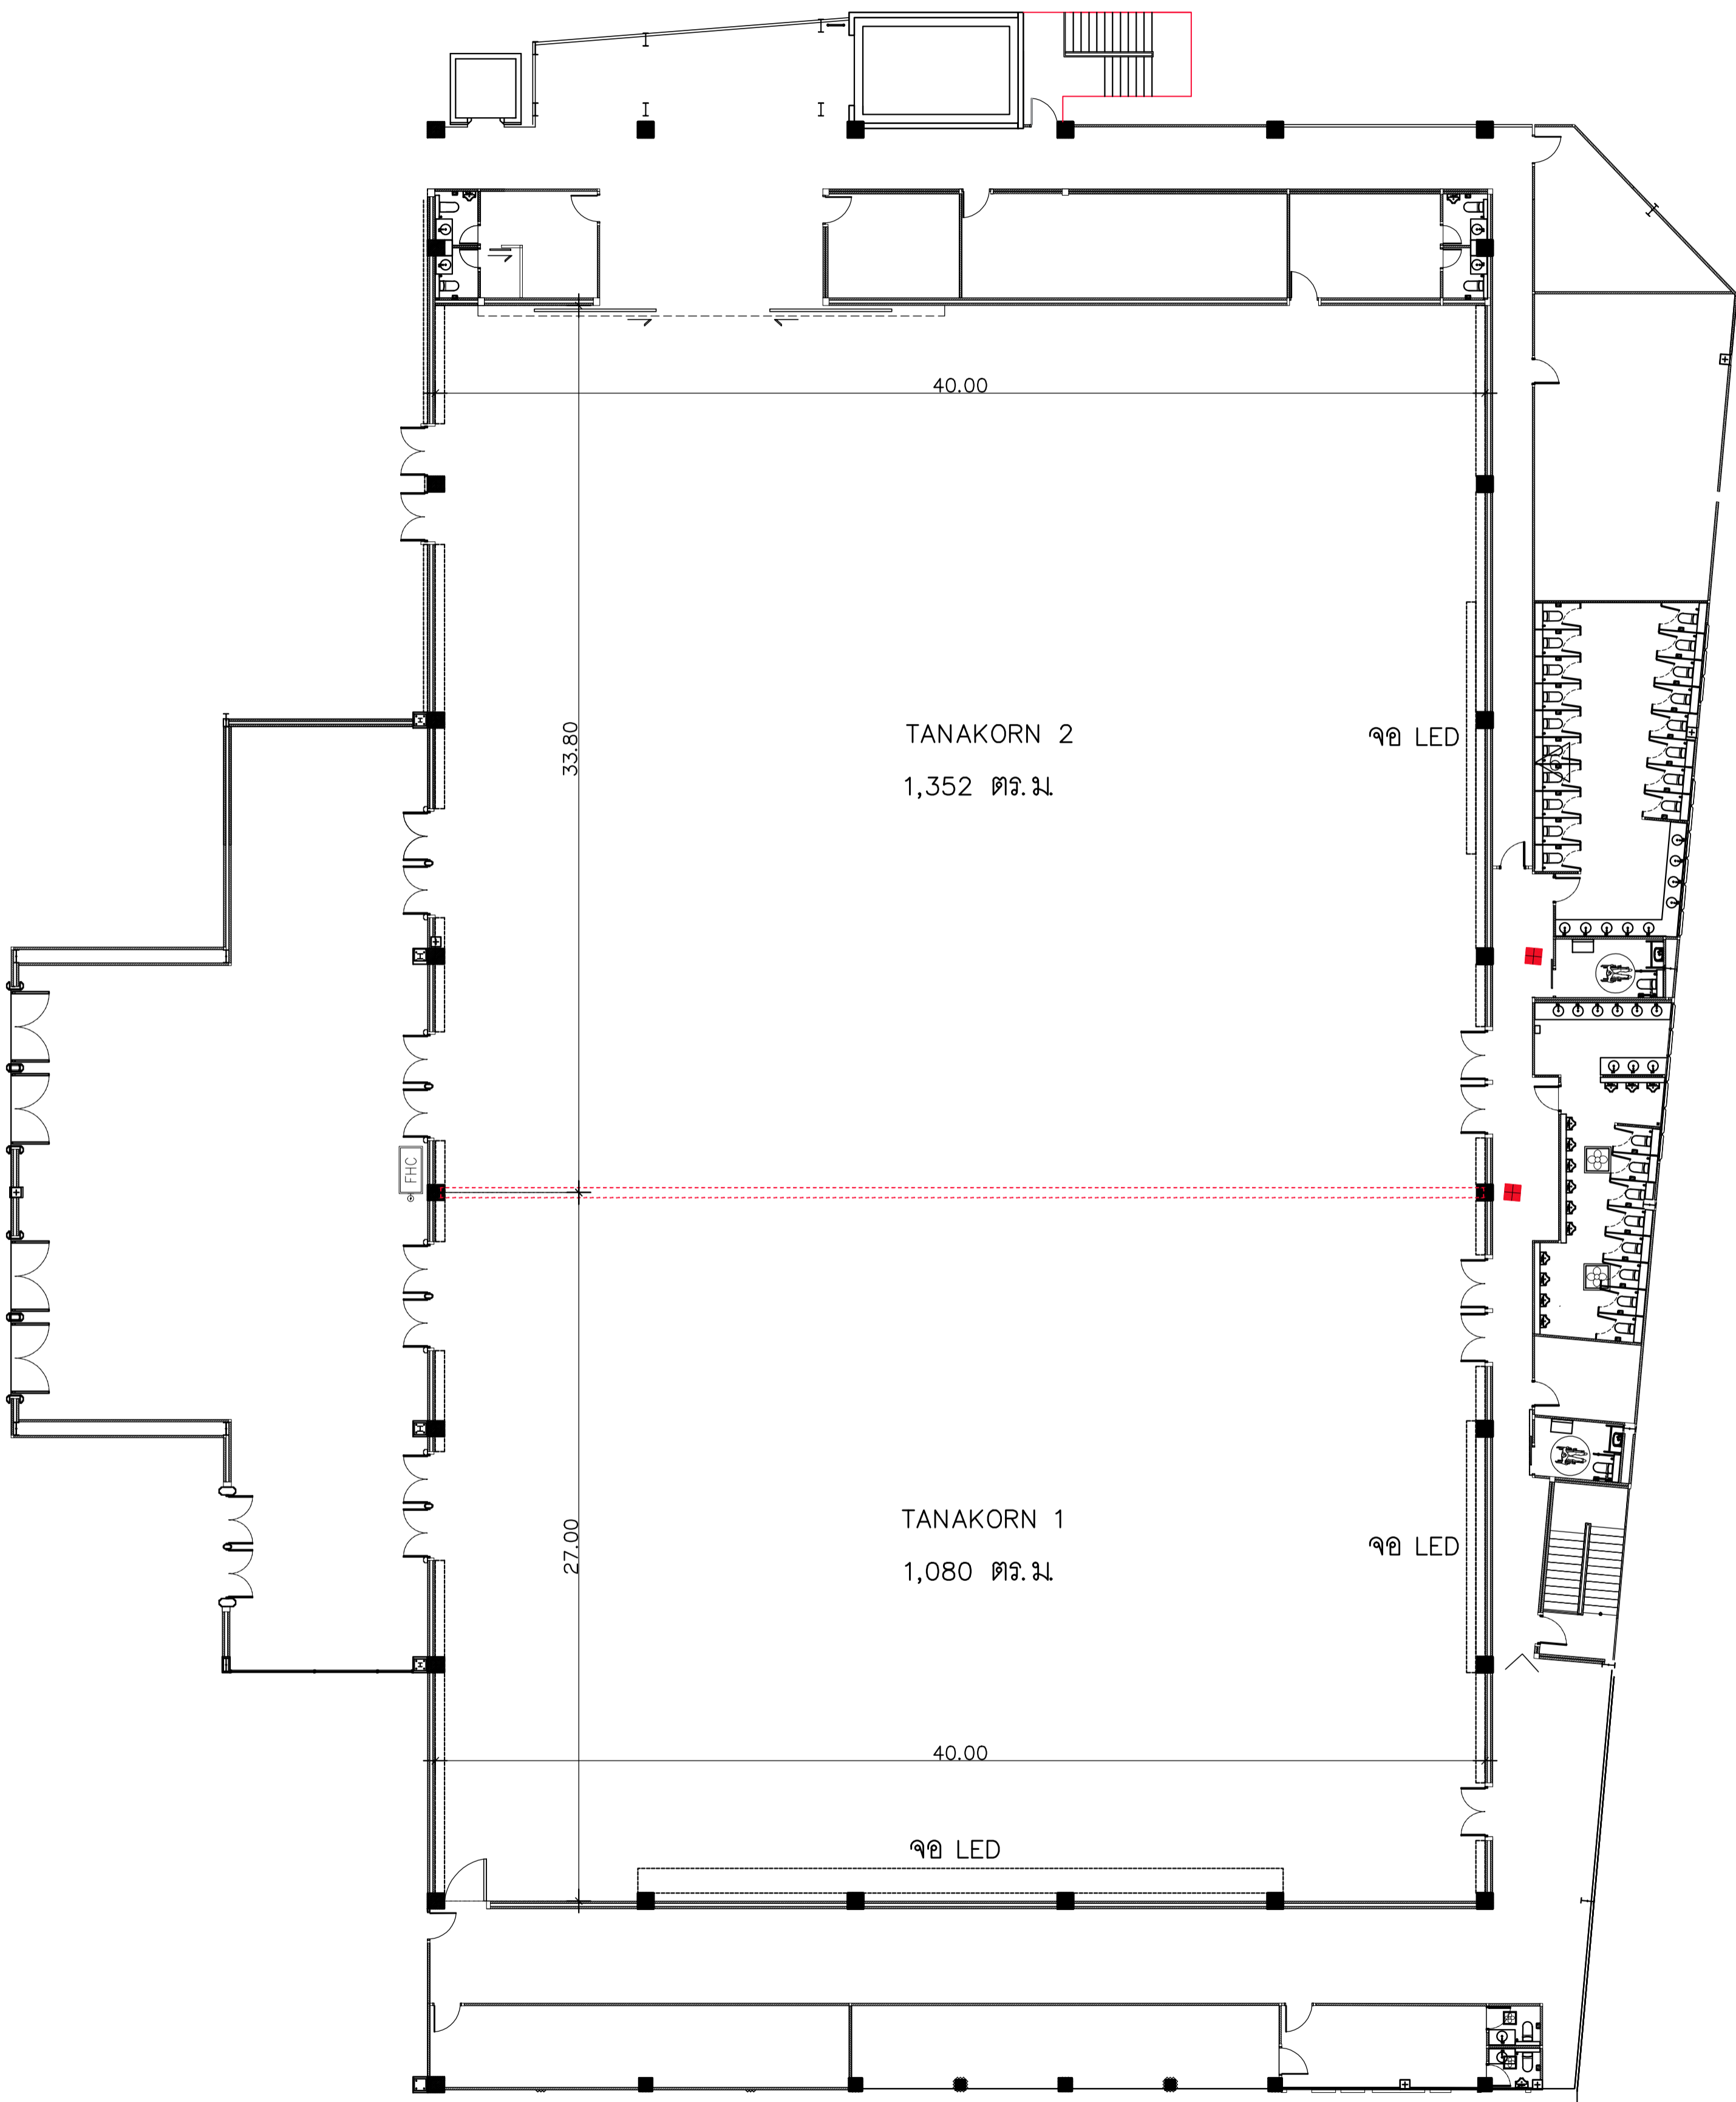 40.00
33.80
TANAKORN 2
1,352 ตร.ม.
จอ LED
FHC
27.00
TANAKORN 1
1,080 ตร.ม.
จอ LED
40.00
จอ LED